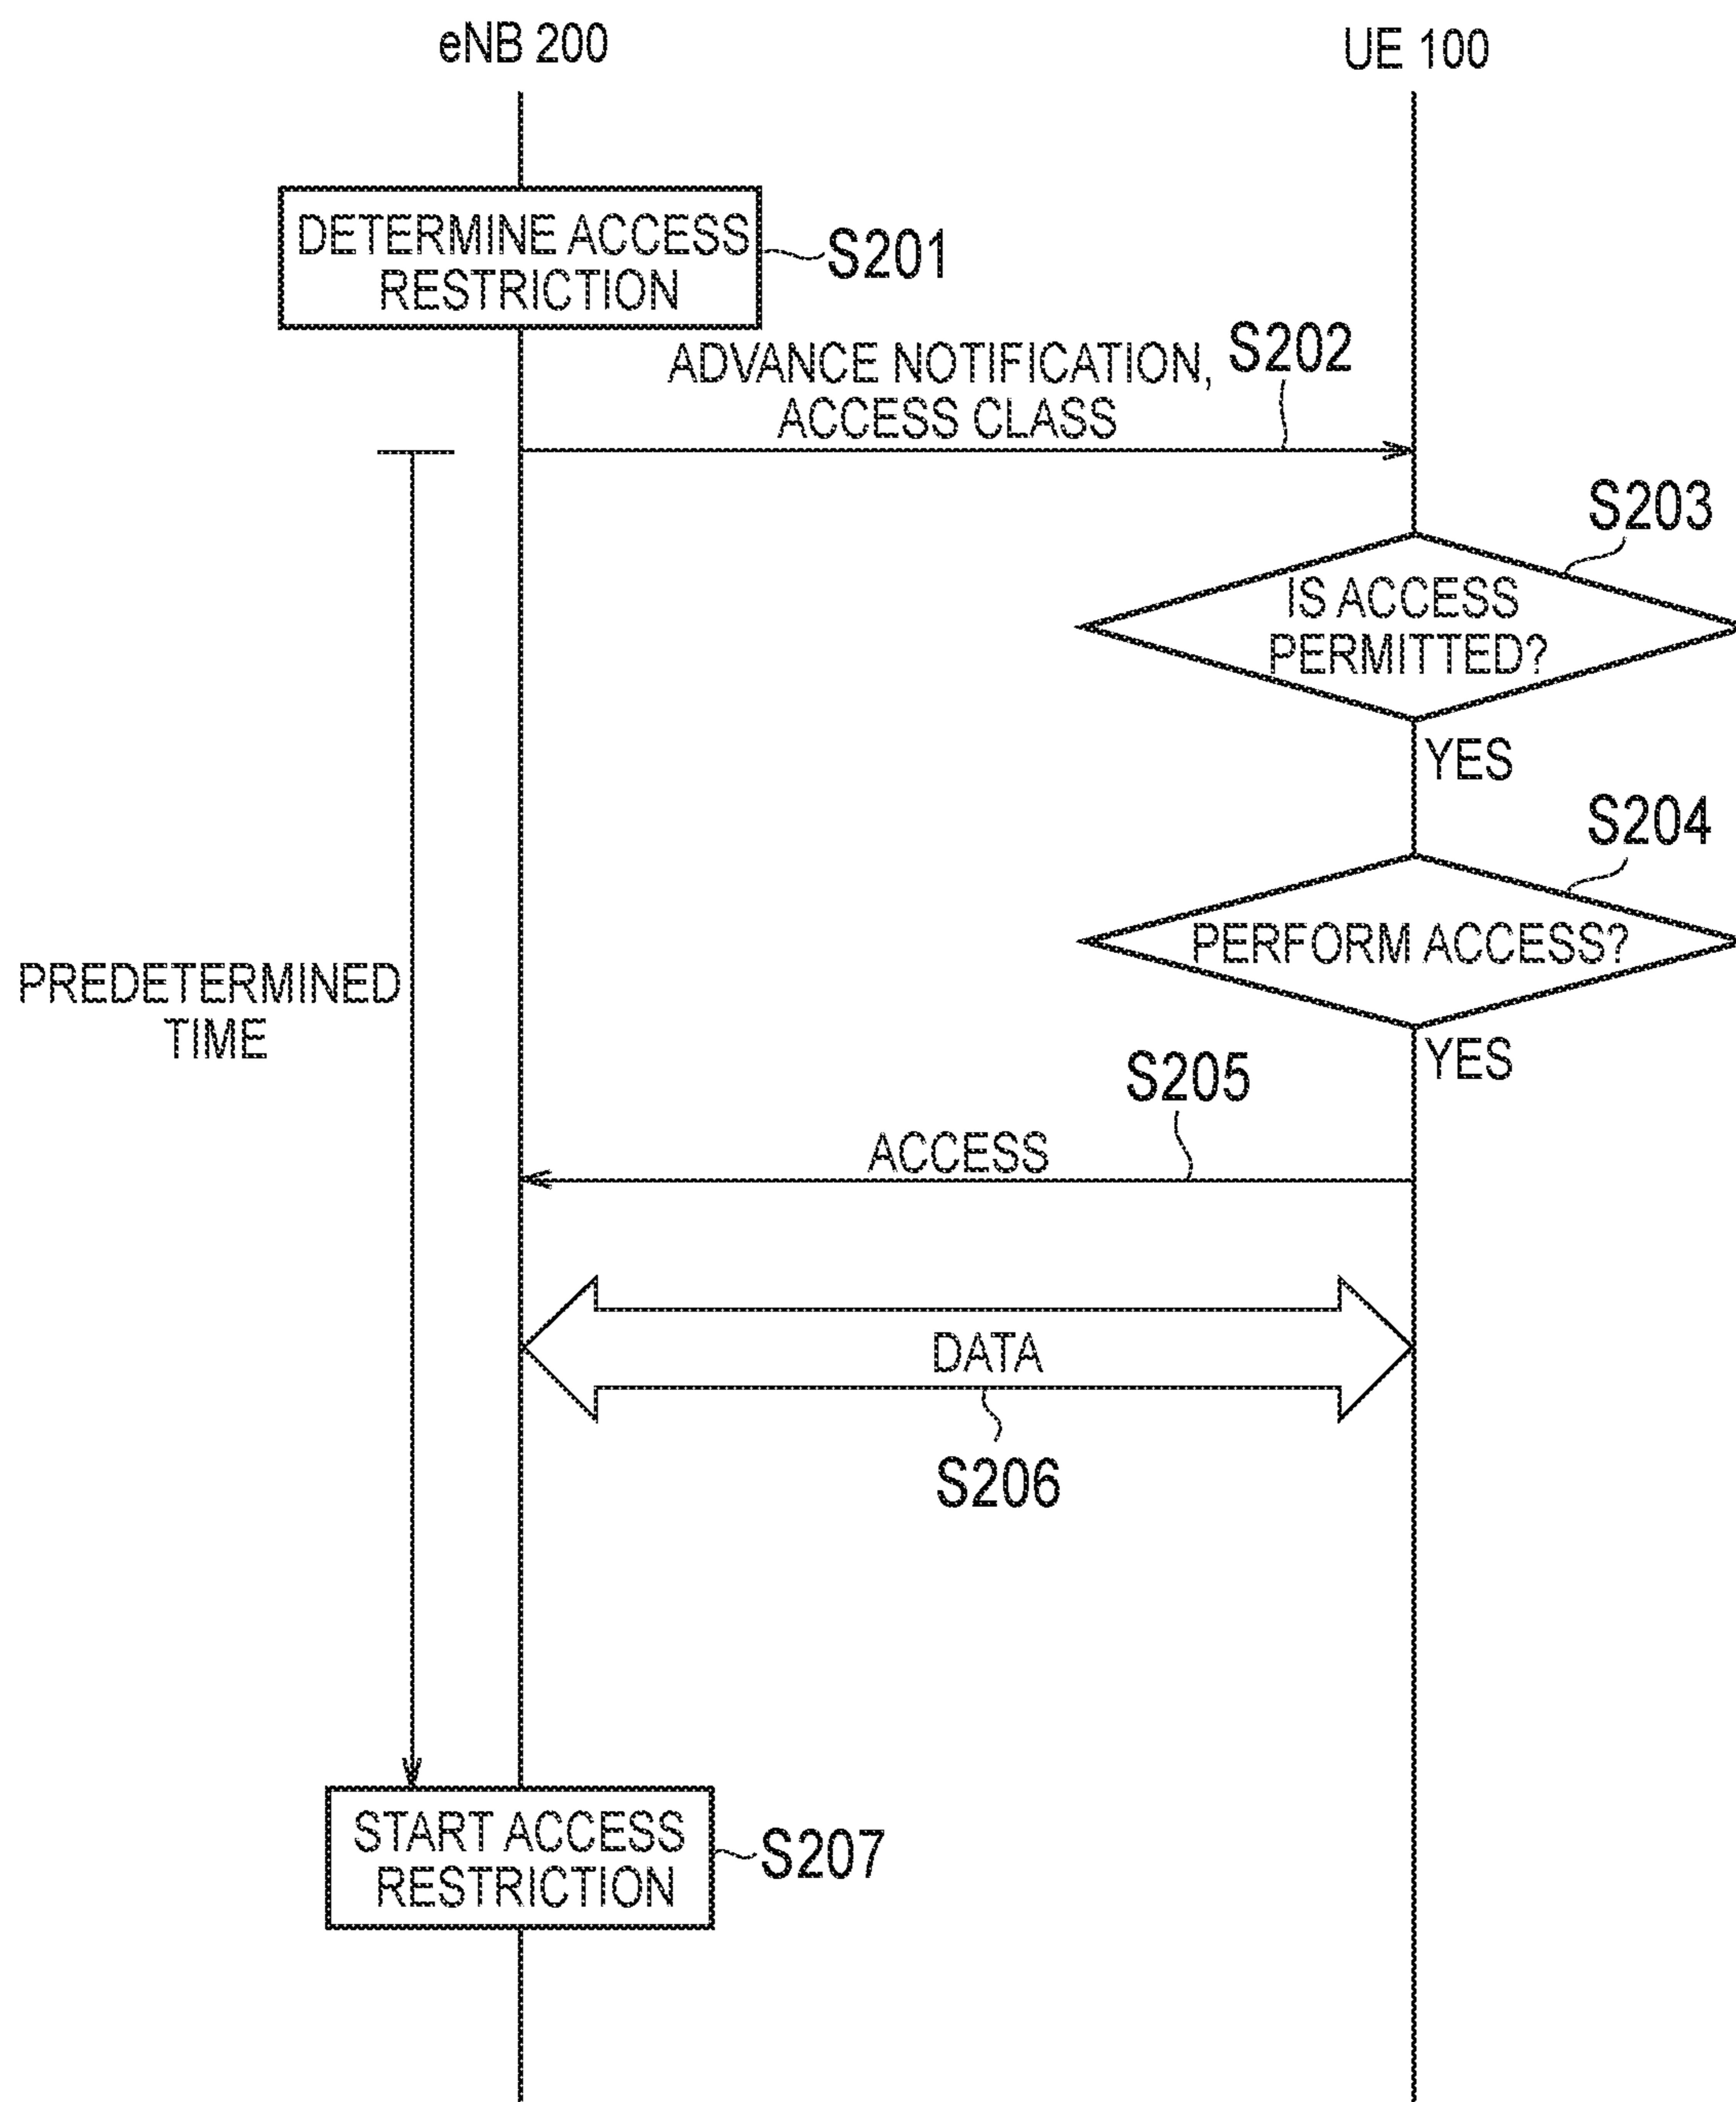 eNB 200
UE 100
DETERMINE ACCESS
RESTRICTION
S201
ADVANCE NOTIFICATION,
ACCESS CLASS
S202
S203
IS ACCESS
PERMITTED?
YES
S204
PERFORM ACCESS?
YES
PREDETERMINED
TIME
S205
ACCESS
DATA
S206
START ACCESS
RESTRICTION
S207